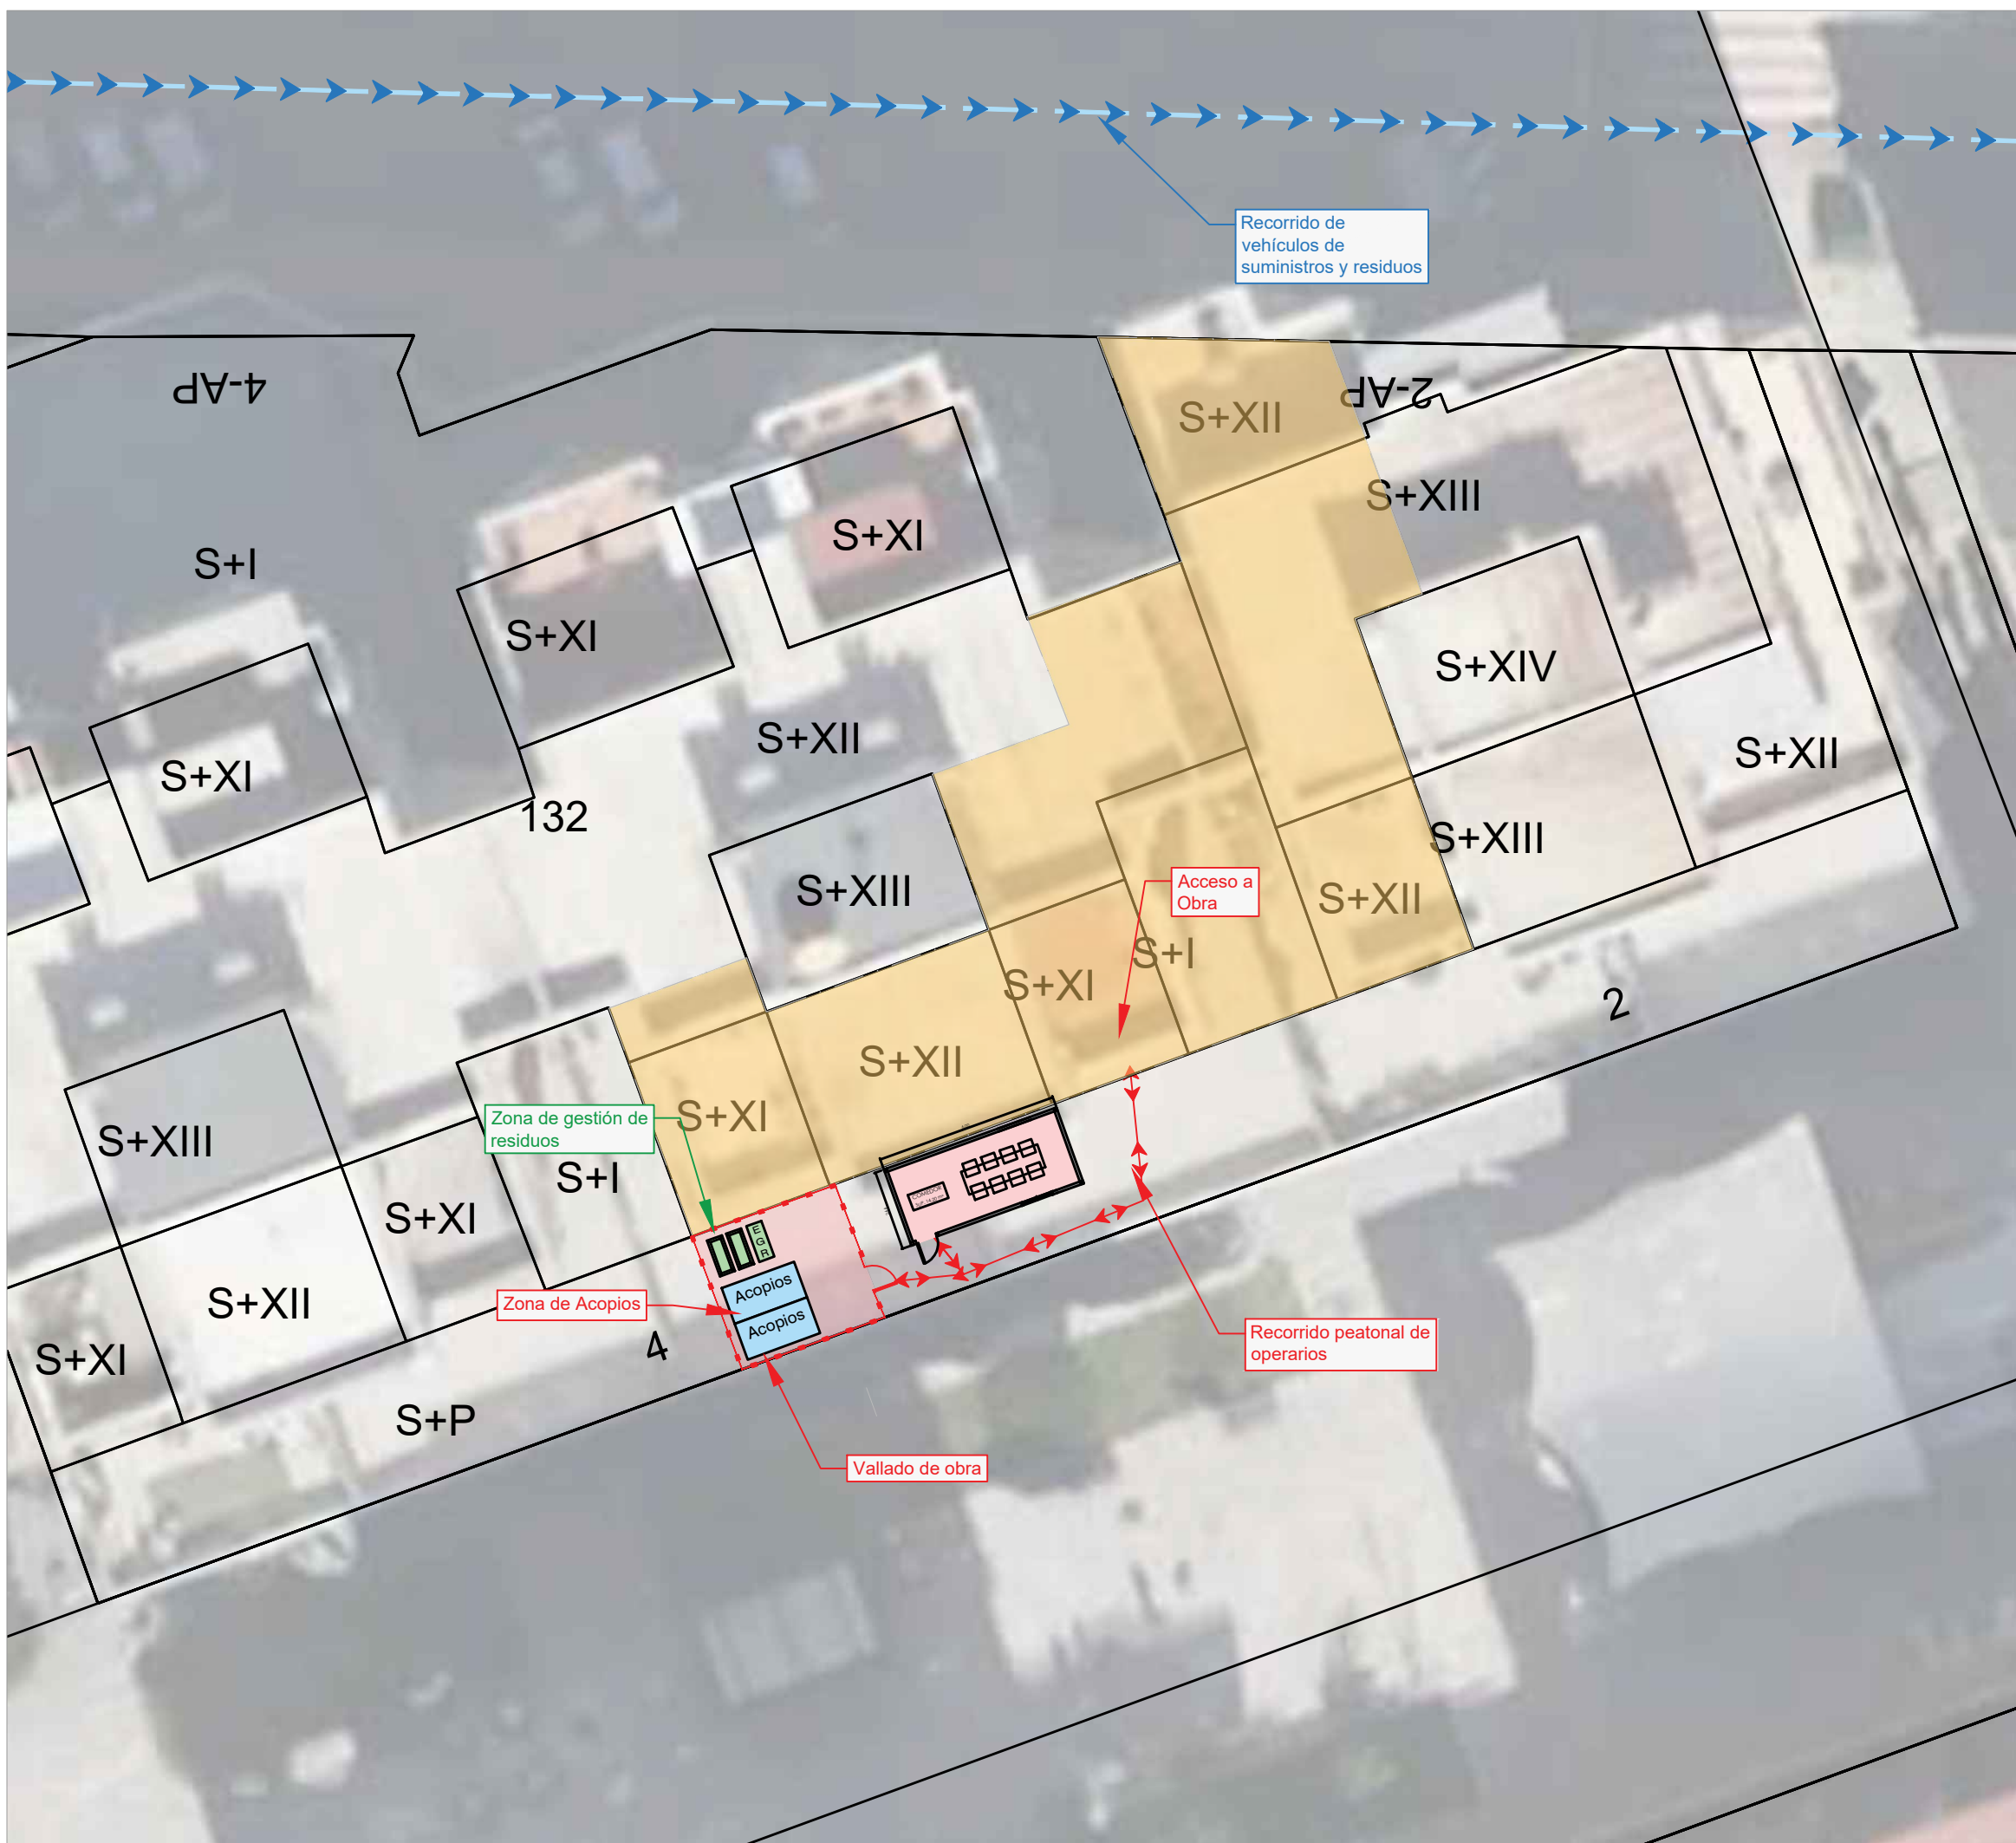 Recorrido de
vehículos de
suministros y residuos
4-AP
2-AP
S+XII
S+XIII
S+XI
S+I
S+XI
S+XIV
S+XII
S+XII
S+XI
132
S+XIII
S+XIII
Acceso a
Obra
S+XII
S+I
S+XI
2
S+XII
S+XI
Zona de gestión de
residuos
S+XIII
S+I
S+XI
COMEDOR
E
G
R
Acopios
Acopios
Zona de Acopios
S+XII
4
S+XI
Recorrido peatonal de
operarios
S+P
Vallado de obra